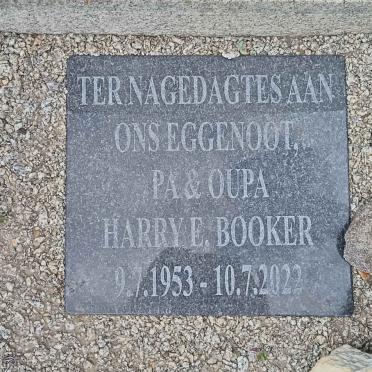 TER NAGEDAGTES AAN
ONS EGGENOOT,
PA & OUPA
HARRY E. BOOKER
9.7.1953 - 10.7.2022